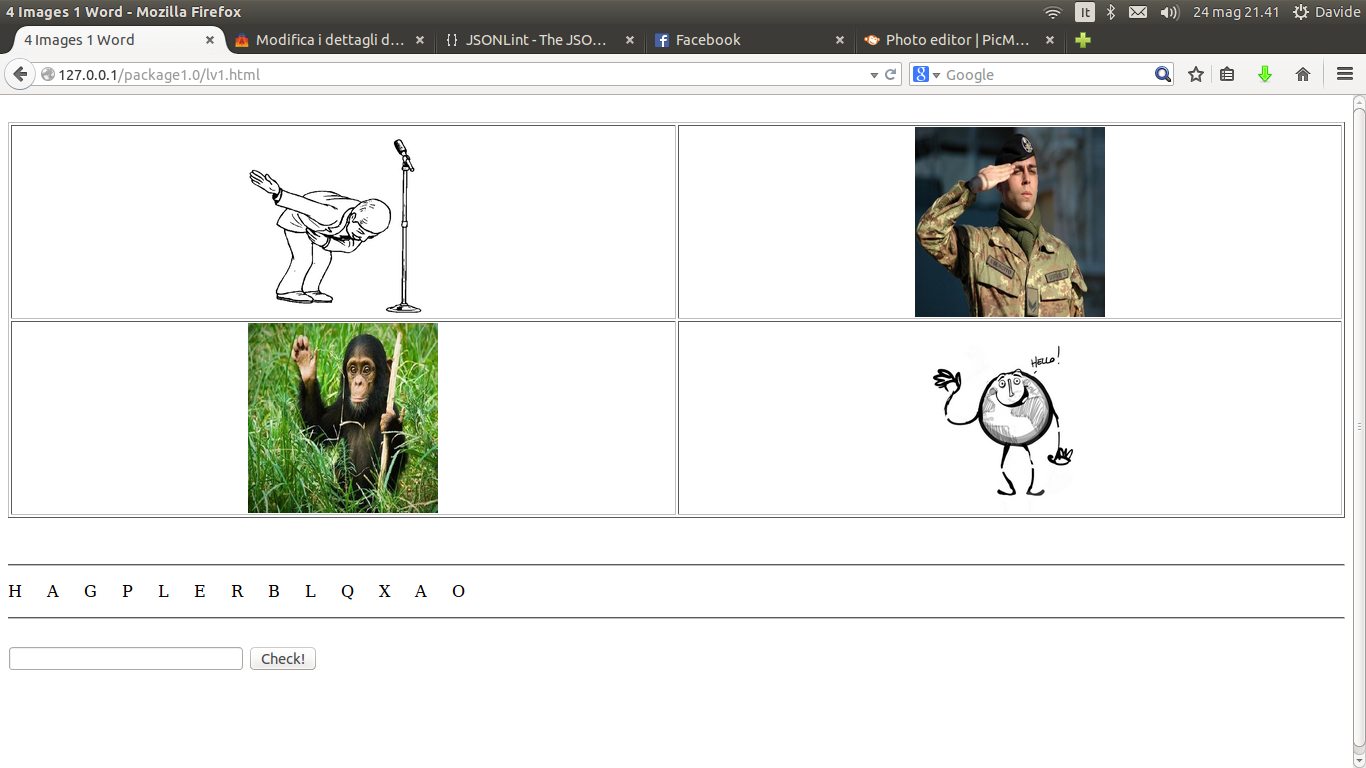 4 Images 1 Word - Mozilla Firefox
It
24 mag 21.41
Davide
4 Images 1 Word
Modifica i dettagli d...
JSONLint - The JSO...
Facebook
Photo editor | PicM...
127.0.0.1/package1.0/lv1.html
Google
HELLO!
H A G P L E R B L Q X A O
Check!